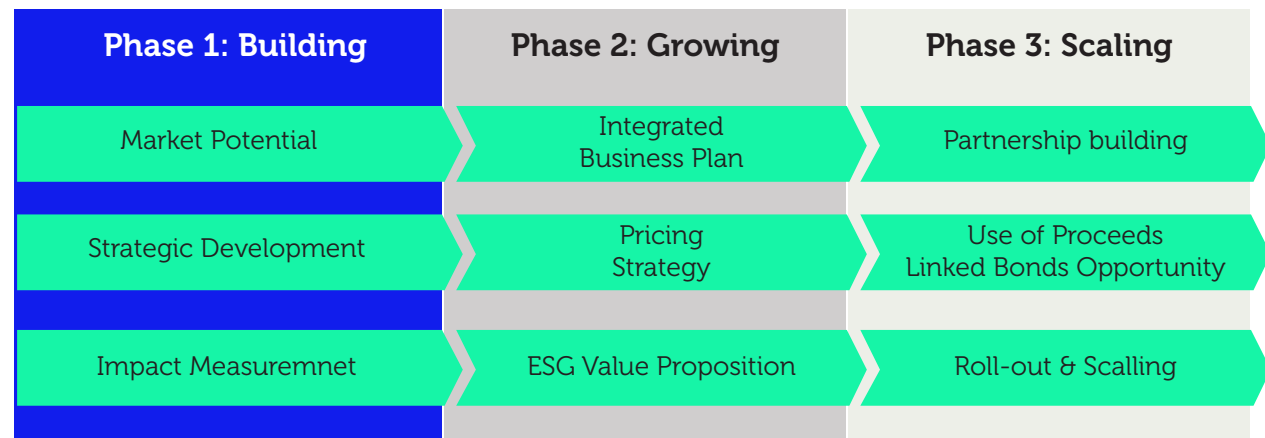 Phase 1: Building
Phase 2: Growing
Phase 3: Scaling
Market Potential
Integrated
Business Plan
Partnership building
Strategic Development
Pricing
Strategy
Use of Proceeds
Linked Bonds Opportunity
Impact Measuremnet
ESG Value Proposition
Roll-out & Scalling